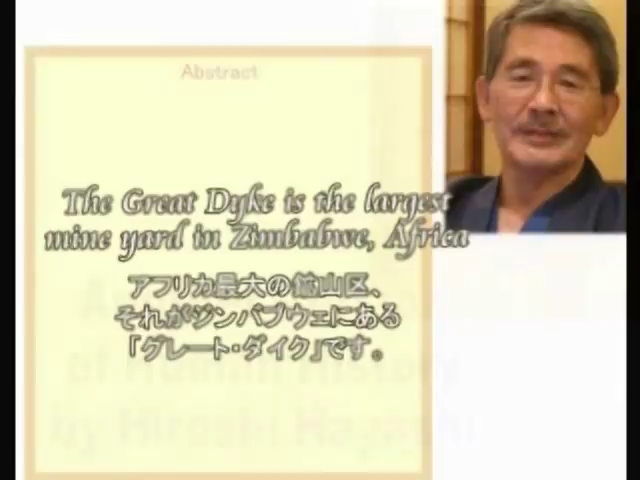 Abstract
The Great Dyke is the largest
mine yard in Zimbabwe, Africa
アフリカ最大の鉱山区、
それがジンバブウェにある
「グレート・ダイク」です。
of Human History
by Hiroshi Hayashi